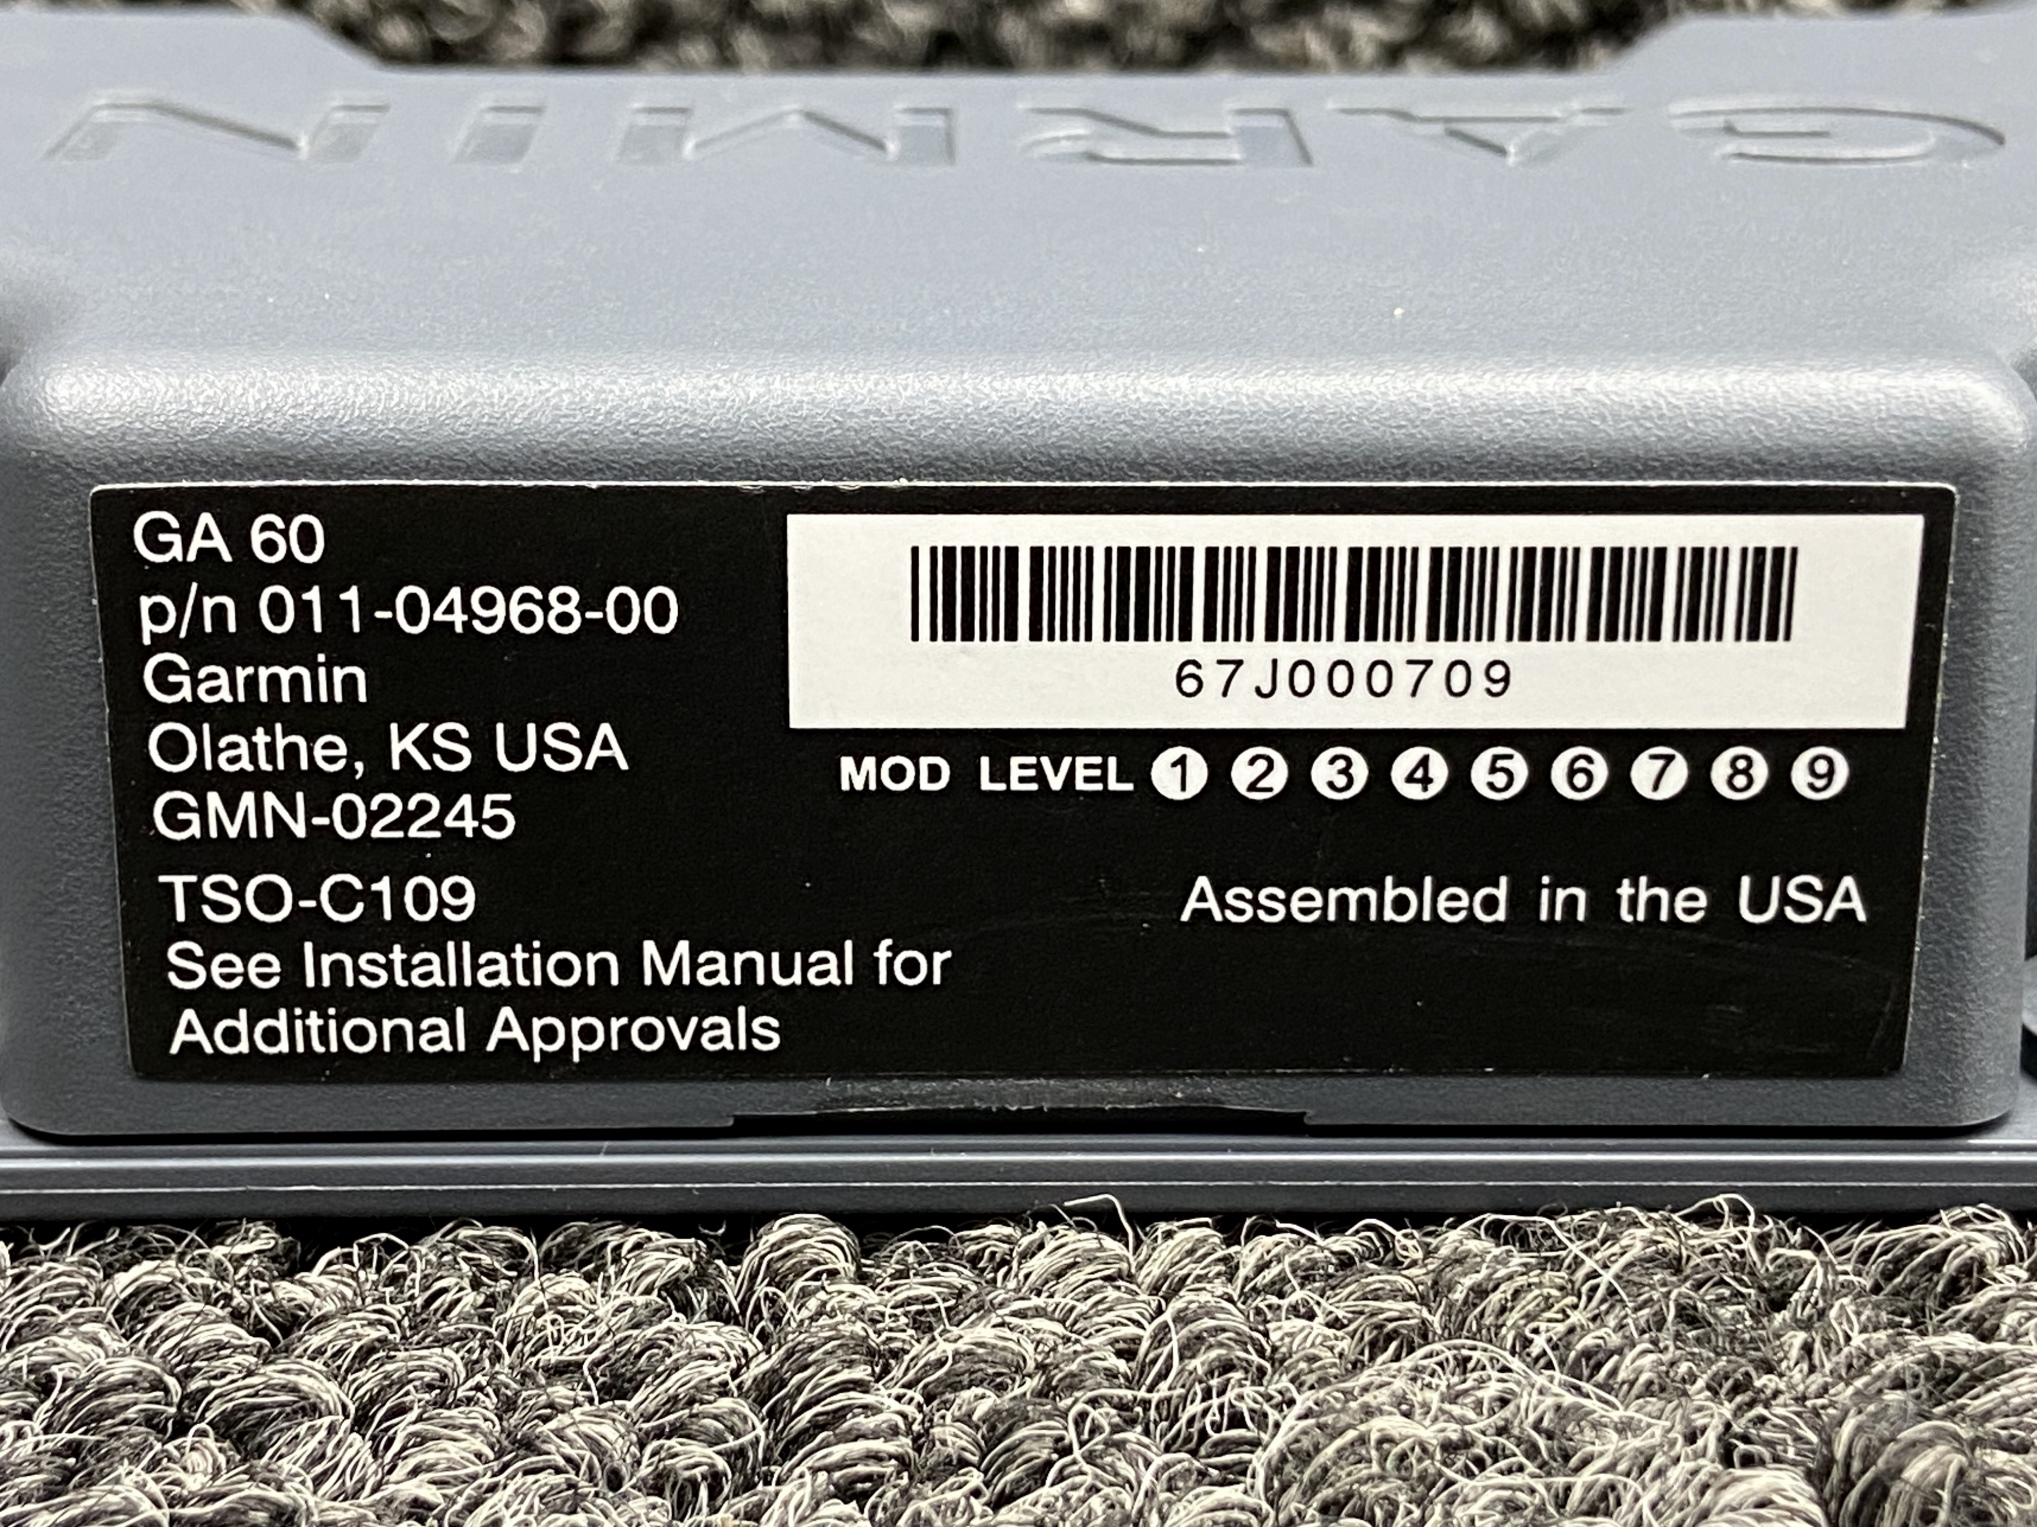 GARMIN
GA 60
p/n 011-04968-00
Garmin
Olathe, KS USA
GMN-02245
TSO-C109
See Installation Manual for
Additional Approvals
67J000709
MOD LEVEL 1 2 3 4 5 6 7 8 9
Assembled in the USA